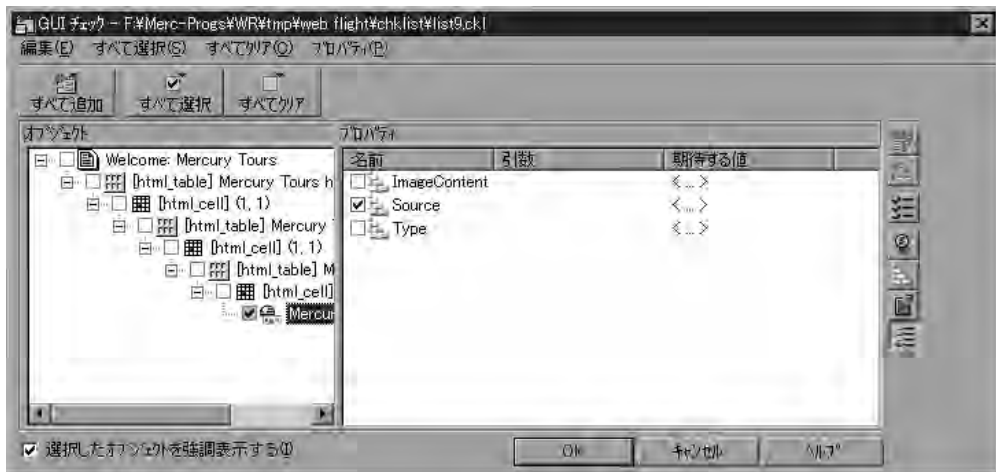 GUI チェック - F:¥Merc-Progs¥WR¥tmp¥web flight¥chklist¥list9.ckl
編集(E) すべて選択(S) すべてクリア(O) プロパティ(P)
すべて追加 すべて選択 すべてクリア
オブジェクト
Welcome: Mercury Tours
[html_table] Mercury Tours h
[html_cell] (1, 1)
[html_table] Mercury
[html_cell] (1, 1)
[html_table] M
[html_cell]
Mercur
プロパティ
名前 引数 期待する値
ImageContent < ... >
Source < ... >
Type < ... >
選択したオブジェクトを強調表示する(I)
OK キャンセル ヘルプ